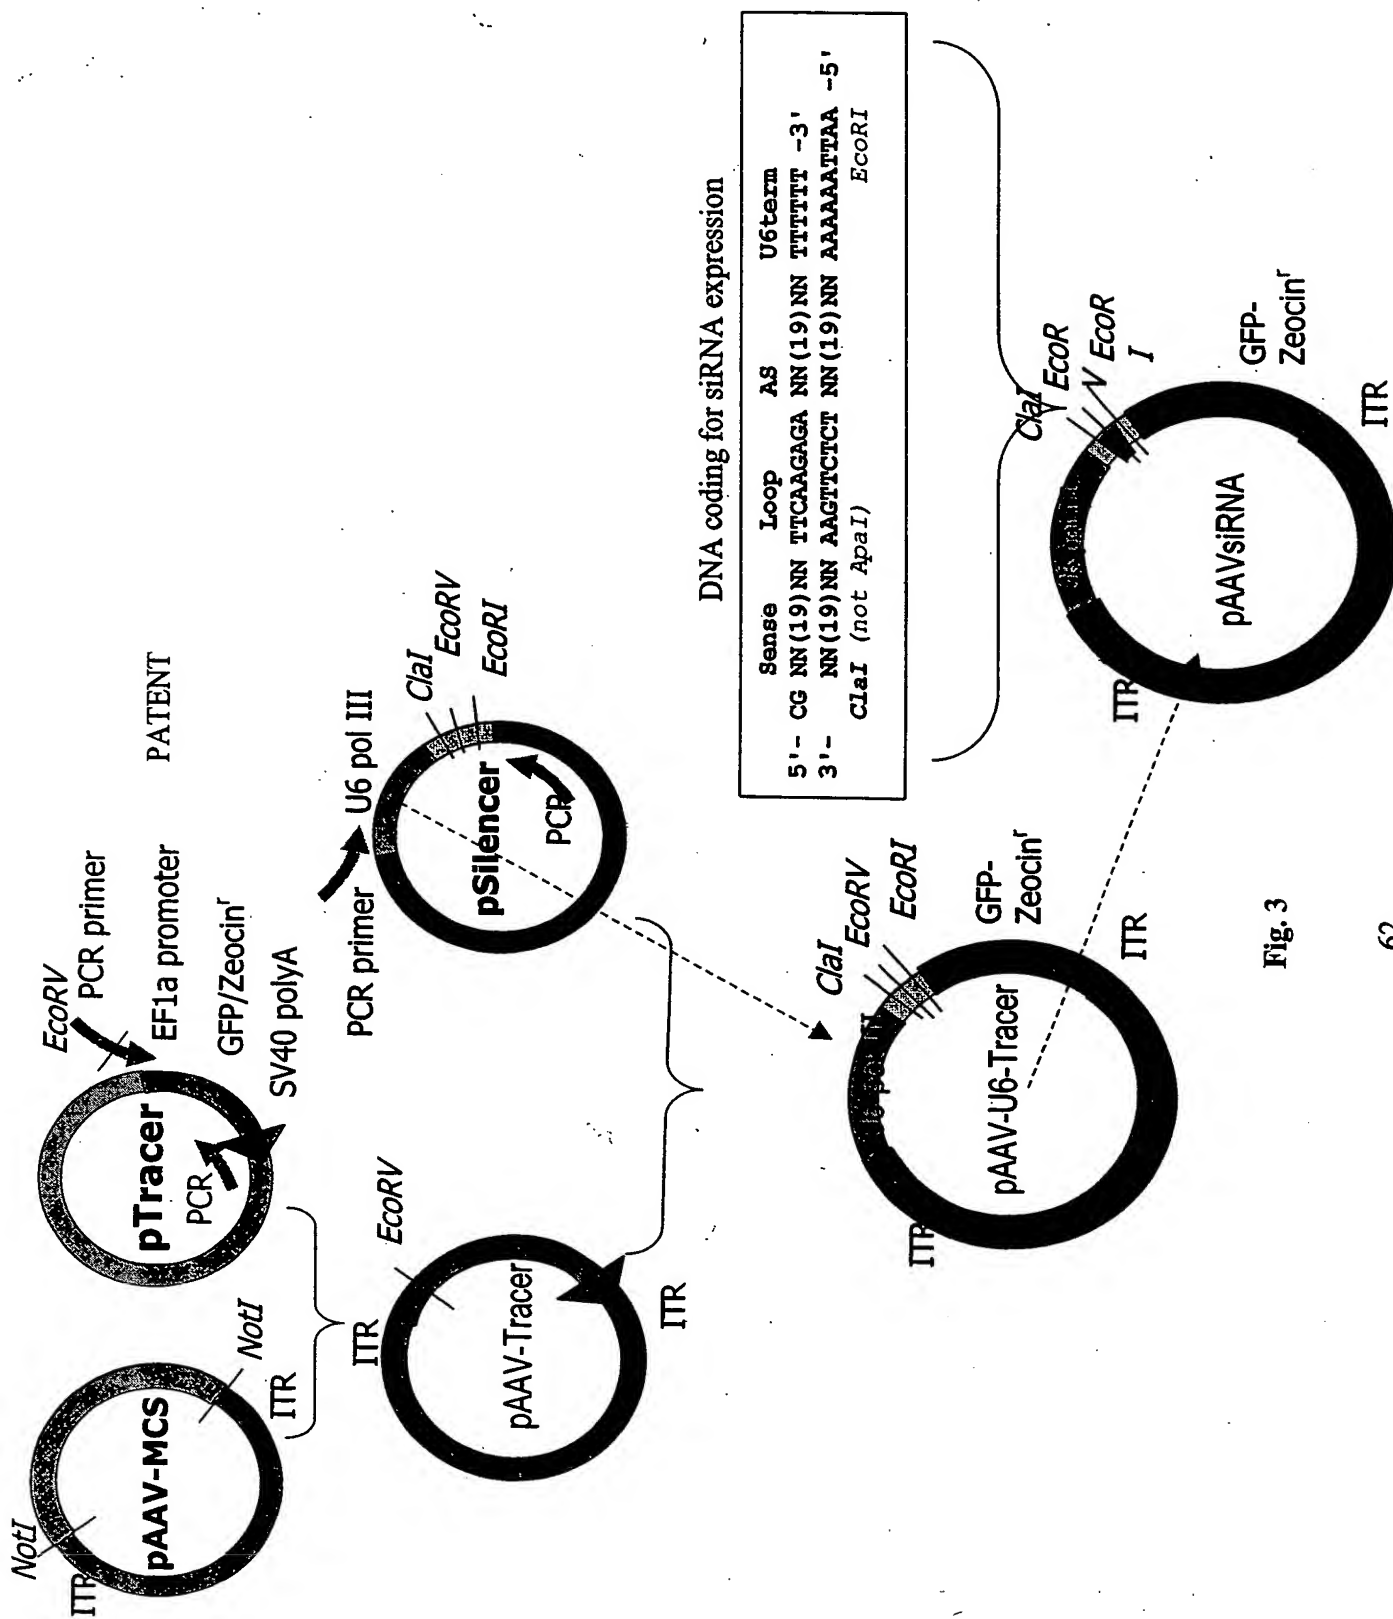 PATENT
NotI
ITR
pAAV-MCS
NotI
ITR
EcoRV
PCR primer
EF1a promoter
GFP/Zeocinʳ
SV40 polyA
pTracer
PCR
ITR
EcoRV
pAAV-Tracer
ITR
PCR primer
U6 pol III
ClaI
EcoRV
EcoRI
pSilencer
PCR
ITR
ClaI
EcoRV
EcoRI
GFP-
Zeocinʳ
pAAV-U6-Tracer
ITR
DNA coding for siRNA expression
Sense Loop AS U6term
5'- CG NN(19)NN TTCAAGAGA NN(19)NN TTTTTT -3'
3'- NN(19)NN AAGTTCTCT NN(19)NN AAAAAATTAA -5'
ClaI (not ApaI) EcoRI
ITR
ClaI
EcoR
V
EcoR
I
GFP-
Zeocinʳ
pAAVsiRNA
ITR
Fig. 3
62